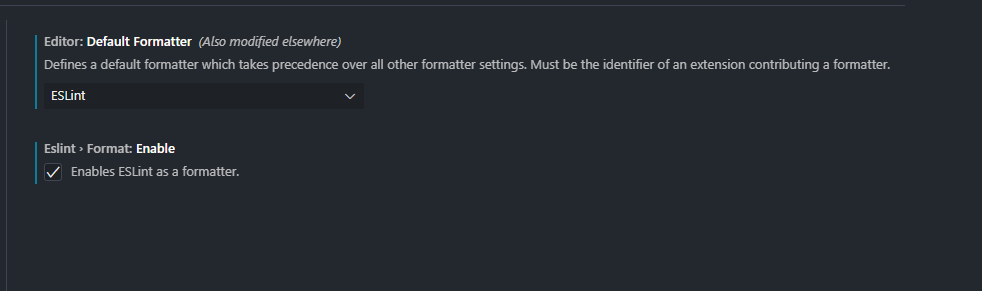 Editor: Default Formatter (Also modified elsewhere)
Defines a default formatter which takes precedence over all other formatter settings. Must be the identifier of an extension contributing a formatter.
ESLint
Eslint › Format: Enable
Enables ESLint as a formatter.